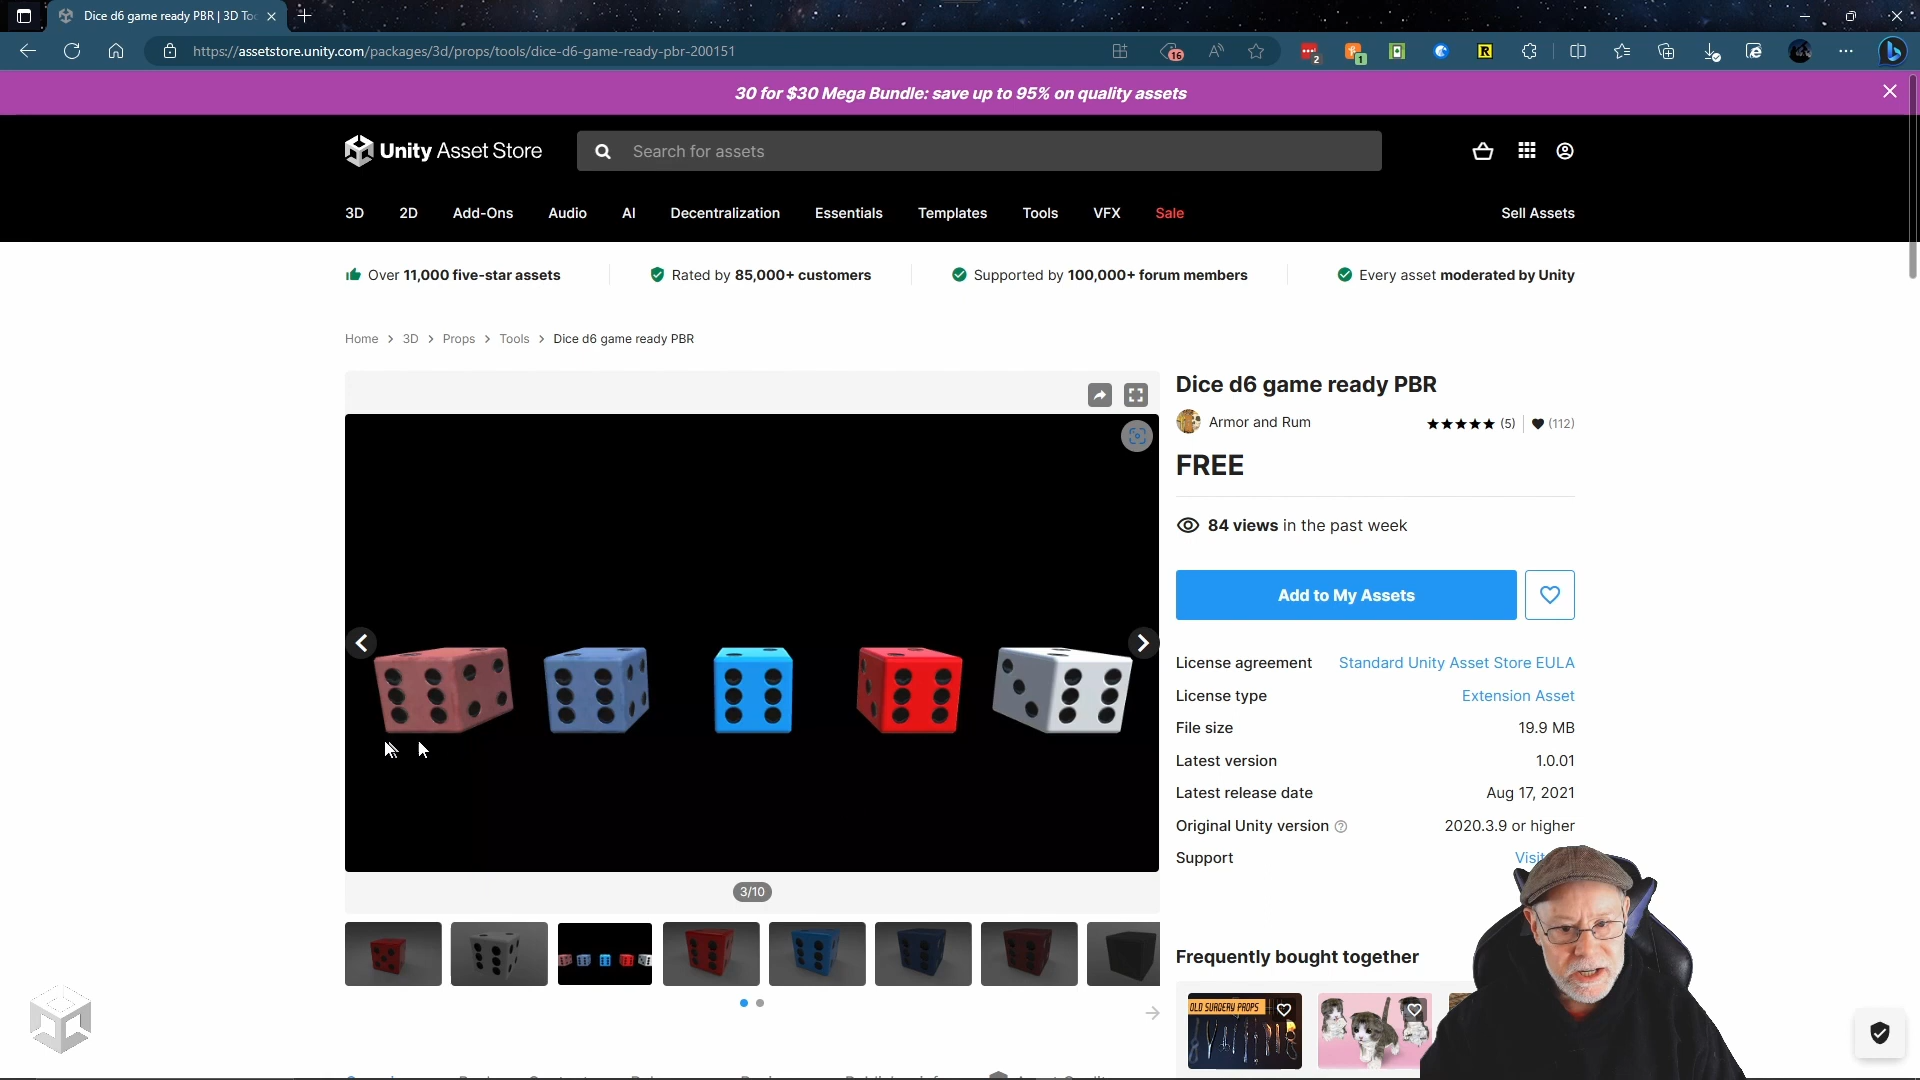 Dice d6 game ready PBR | 3D To
https://assetstore.unity.com/packages/3d/props/tools/dice-d6-game-ready-pbr-200151
16
2
1
30 for $30 Mega Bundle: save up to 95% on quality assets
Unity Asset Store
Search for assets
3D 2D Add-Ons Audio AI Decentralization Essentials Templates Tools VFX Sale Sell Assets
Over 11,000 five-star assets
Rated by 85,000+ customers
Supported by 100,000+ forum members
Every asset moderated by Unity
Home > 3D > Props > Tools > Dice d6 game ready PBR
Dice d6 game ready PBR
Armor and Rum
(5) (112)
FREE
84 views in the past week
Add to My Assets
License agreement Standard Unity Asset Store EULA
License type Extension Asset
File size 19.9 MB
Latest version 1.0.01
Latest release date Aug 17, 2021
Original Unity version 2020.3.9 or higher
Support Visit
3/10
Frequently bought together
OLD SURGERY PROPS